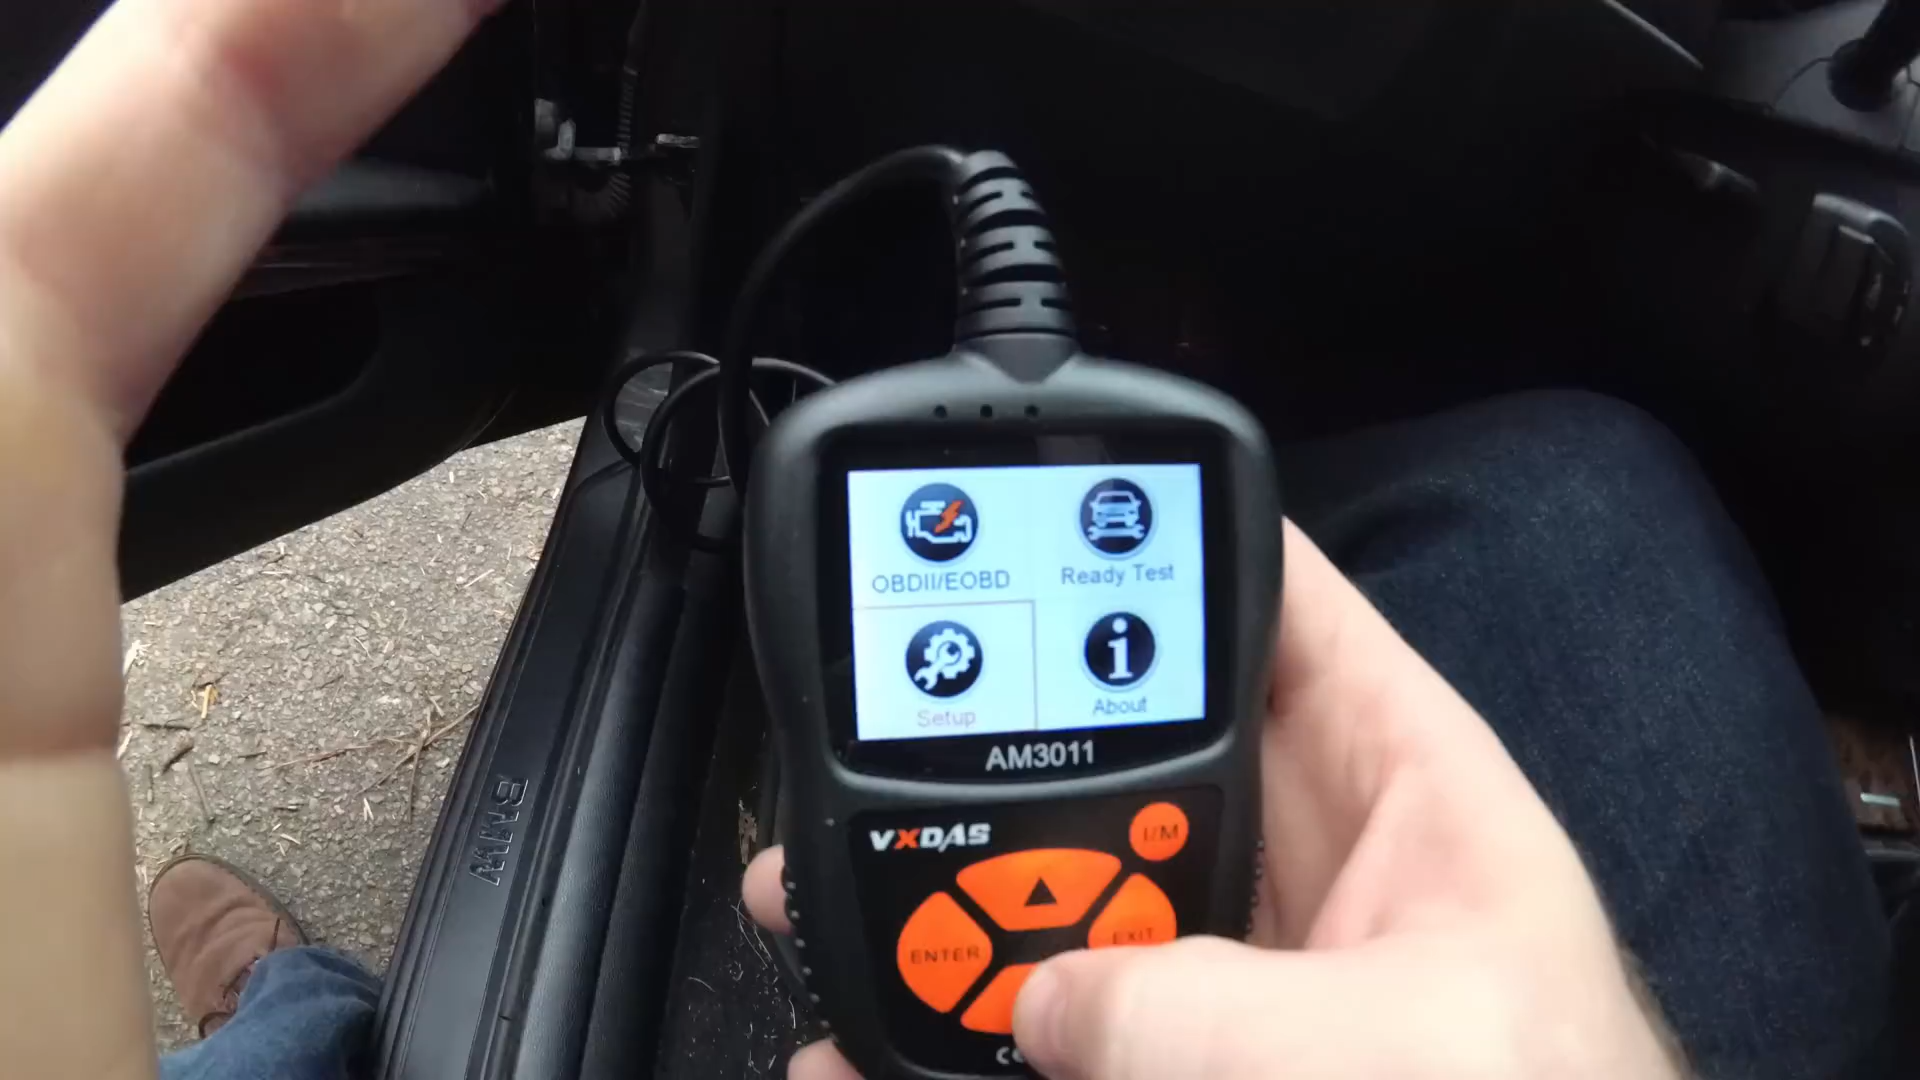 OBDII/EOBD
Ready Test
Setup
About
AM3011
VXDAS
I/M
ENTER
EXIT
BMW